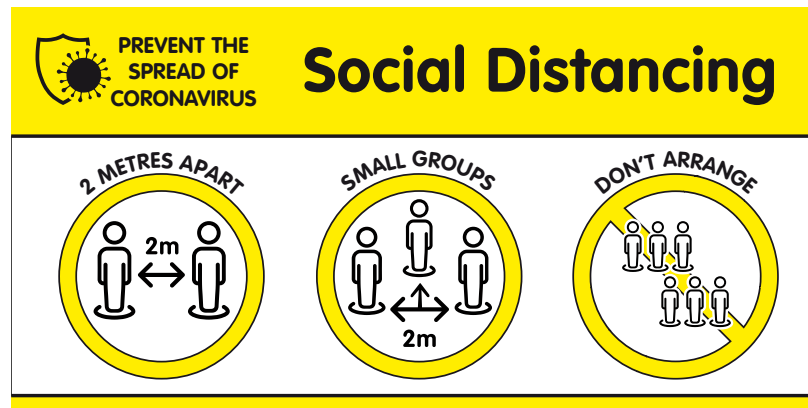 PREVENT THE
SPREAD OF
CORONAVIRUS
Social Distancing
2 METRES APART
2m
SMALL GROUPS
2m
DON'T ARRANGE